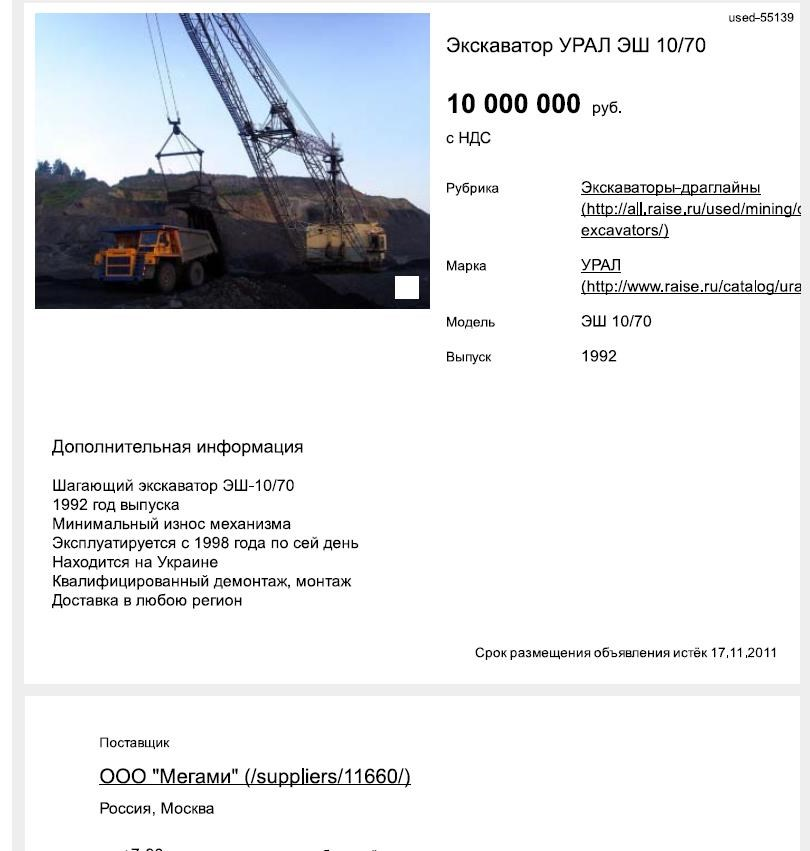 used-55139
Экскаватор УРАЛ ЭШ 10/70
10 000 000 руб.
с НДС
Рубрика Экскаваторы-драглайны
(http://all.raise.ru/used/mining/
excavators/)
Марка УРАЛ
(http://www.raise.ru/catalog/ura
Модель ЭШ 10/70
Выпуск 1992
Дополнительная информация
Шагающий экскаватор ЭШ-10/70
1992 год выпуска
Минимальный износ механизма
Эксплуатируется с 1998 года по сей день
Находится на Украине
Квалифицированный демонтаж, монтаж
Доставка в любою регион
Срок размещения объявления истёк 17.11.2011
Поставщик
ООО "Мегами" (/suppliers/11660/)
Россия, Москва